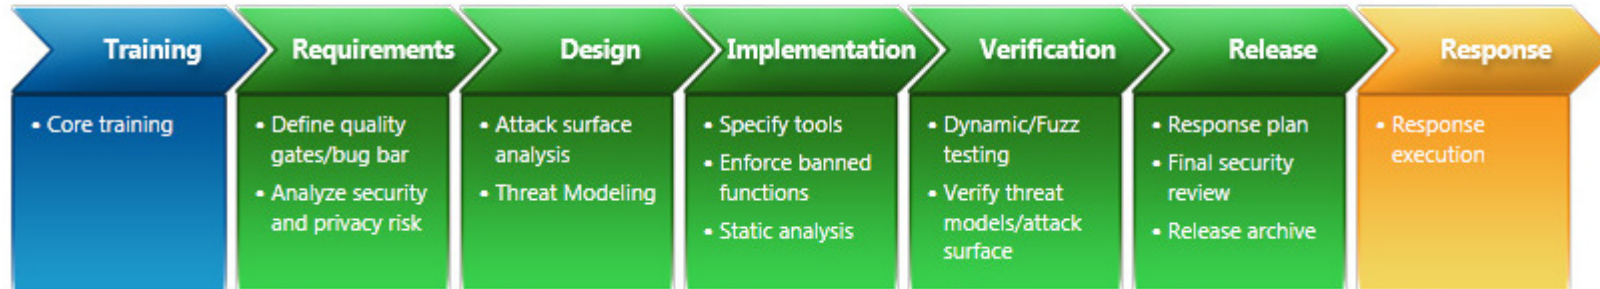 Training
• Core training
Requirements
• Define quality
gates/bug bar
• Analyze security
and privacy risk
Design
• Attack surface
analysis
• Threat Modeling
Implementation
• Specify tools
• Enforce banned
functions
• Static analysis
Verification
• Dynamic/Fuzz
testing
• Verify threat
models/attack
surface
Release
• Response plan
• Final security
review
• Release archive
Response
• Response
execution